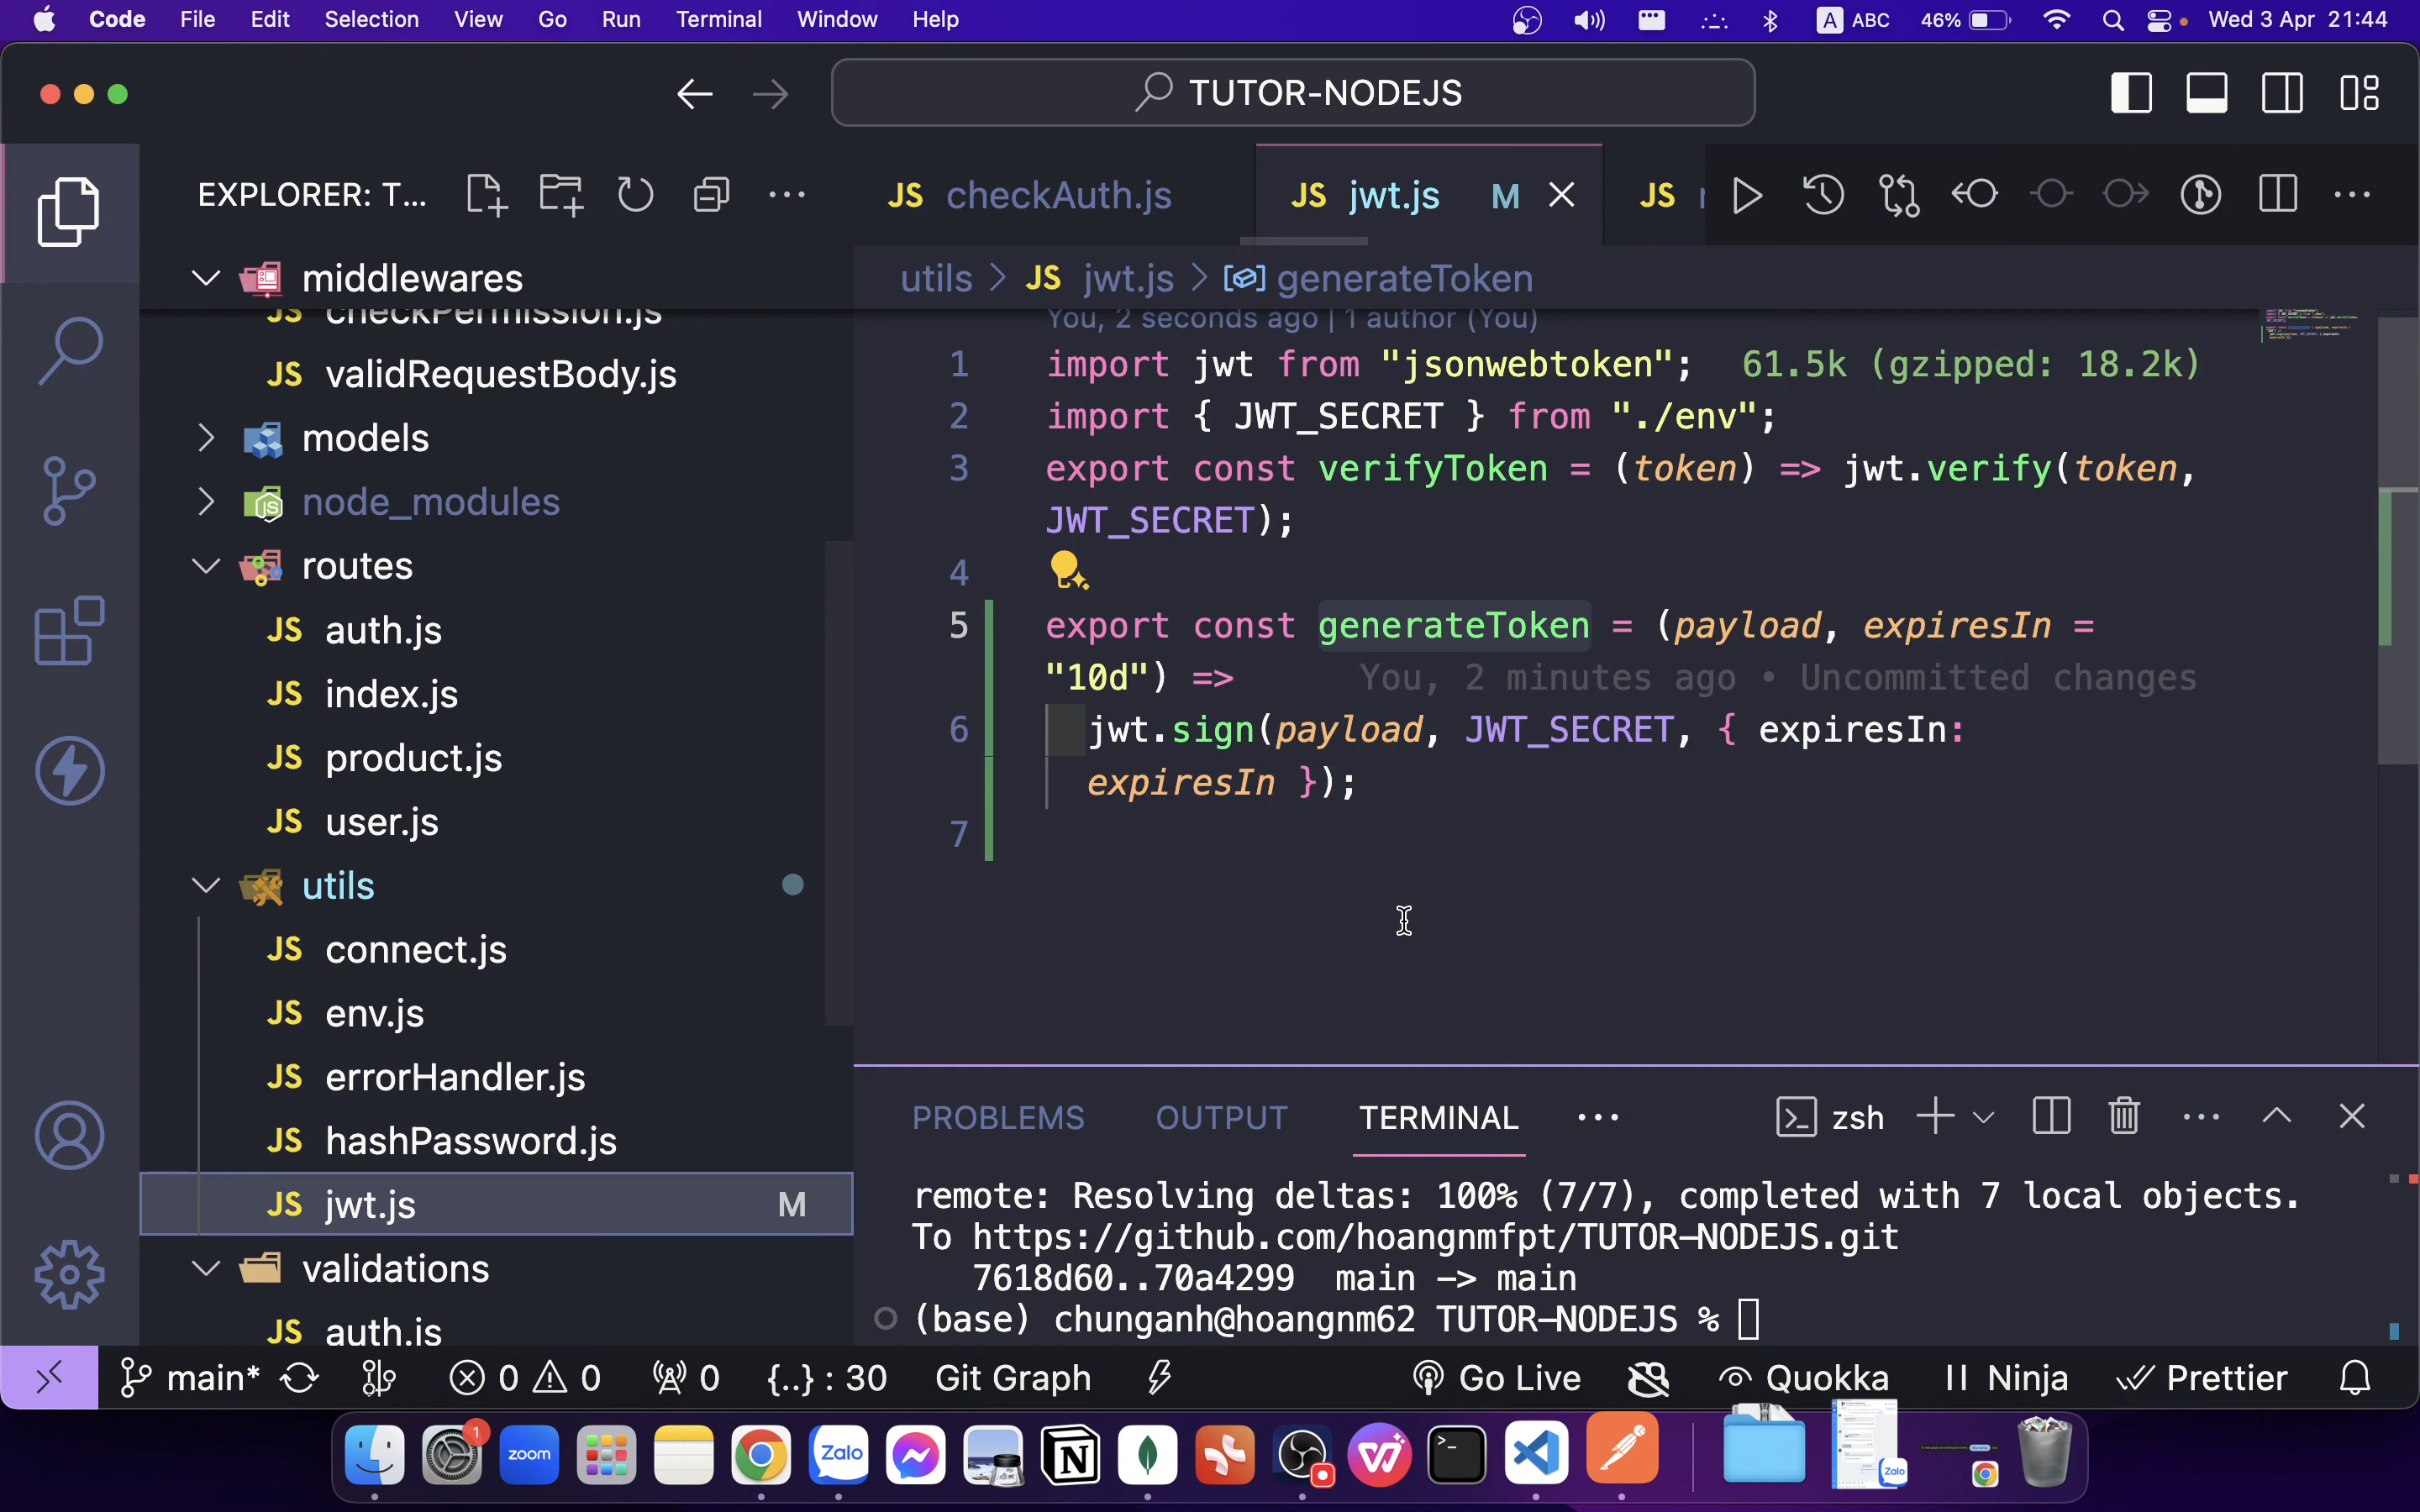 Code File Edit Selection View Go Run Terminal Window Help A ABC 46% Wed 3 Apr 21:44
TUTOR-NODEJS
EXPLORER: T...
JS checkAuth.js
JS jwt.js M
JS
middlewares
JS checkPermission.js
JS validRequestBody.js
models
node_modules
routes
JS auth.js
JS index.js
JS product.js
JS user.js
utils
JS connect.js
JS env.js
JS errorHandler.js
JS hashPassword.js
JS jwt.js M
validations
JS auth.js
utils > JS jwt.js > generateToken
You, 2 seconds ago | 1 author (You)
1 import jwt from "jsonwebtoken"; 61.5k (gzipped: 18.2k)
2 import { JWT_SECRET } from "./env";
3 export const verifyToken = (token) => jwt.verify(token,
JWT_SECRET);
4
5 export const generateToken = (payload, expiresIn =
"10d") => You, 2 minutes ago • Uncommitted changes
6 jwt.sign(payload, JWT_SECRET, { expiresIn:
expiresIn });
7
PROBLEMS OUTPUT TERMINAL ... zsh
remote: Resolving deltas: 100% (7/7), completed with 7 local objects.
To https://github.com/hoangnmfpt/TUTOR-NODEJS.git
7618d60..70a4299 main -> main
(base) chunganh@hoangnm62 TUTOR-NODEJS %
main* 0 0 0 {..} : 30 Git Graph Go Live Quokka Ninja Prettier
1 zoom Zalo Zalo